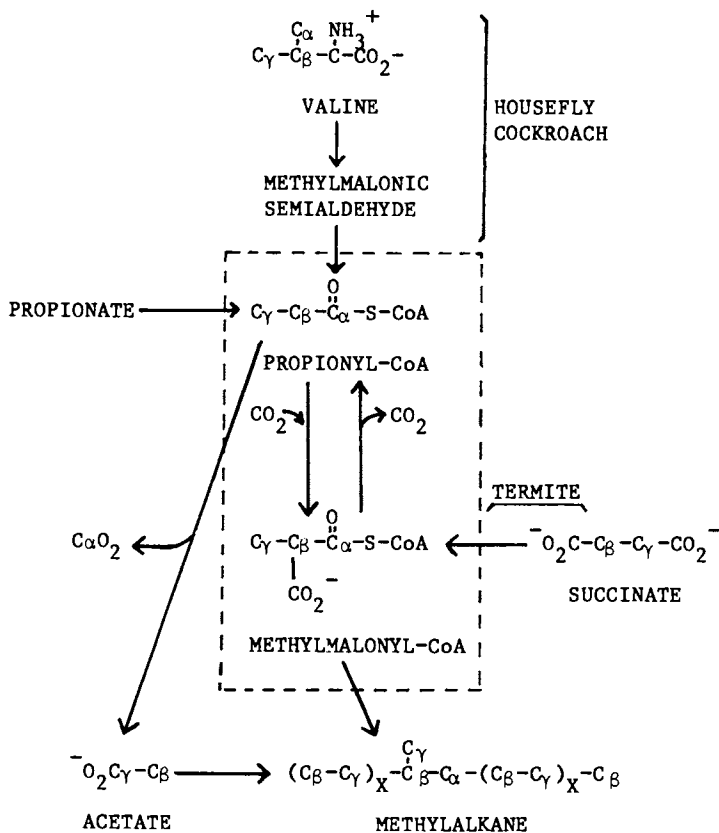 Cα NH₃⁺
Cγ–Cβ–C–CO₂⁻
VALINE
HOUSEFLY
COCKROACH
METHYLMALONIC
SEMIALDEHYDE
O
PROPIONATE
Cγ–Cβ–Cα–S–CoA
PROPIONYL–CoA
CO₂
CO₂
TERMITE
O
CαO₂
Cγ–Cβ–Cα–S–CoA
⁻O₂C–Cβ–Cγ–CO₂⁻
CO₂⁻
SUCCINATE
METHYLMALONYL–CoA
Cγ
⁻O₂Cγ–Cβ
(Cβ–Cγ)ₓ–Cβ–Cα–(Cβ–Cγ)ₓ–Cβ
ACETATE
METHYLALKANE